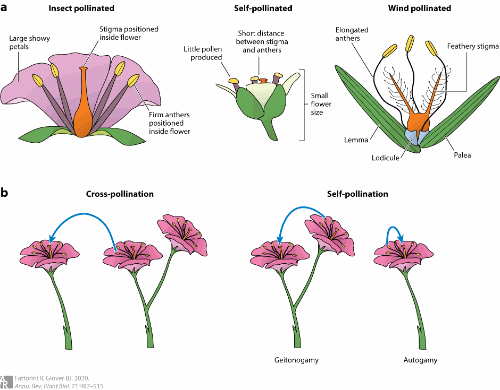 a
Insect pollinated
Self-pollinated
Wind pollinated
Large showy
petals
Stigma positioned
inside flower
Firm anthers
positioned
inside flower
Little pollen
produced
Short distance
between stigma
and anthers
Small
flower
size
Elongated
anthers
Feathery stigma
Lemma
Lodicule
Palea
b
Cross-pollination
Self-pollination
Geitonogamy
Autogamy
AR Fattorini R, Glover BJ. 2020.
Annu. Rev. Plant Biol. 71:487–515